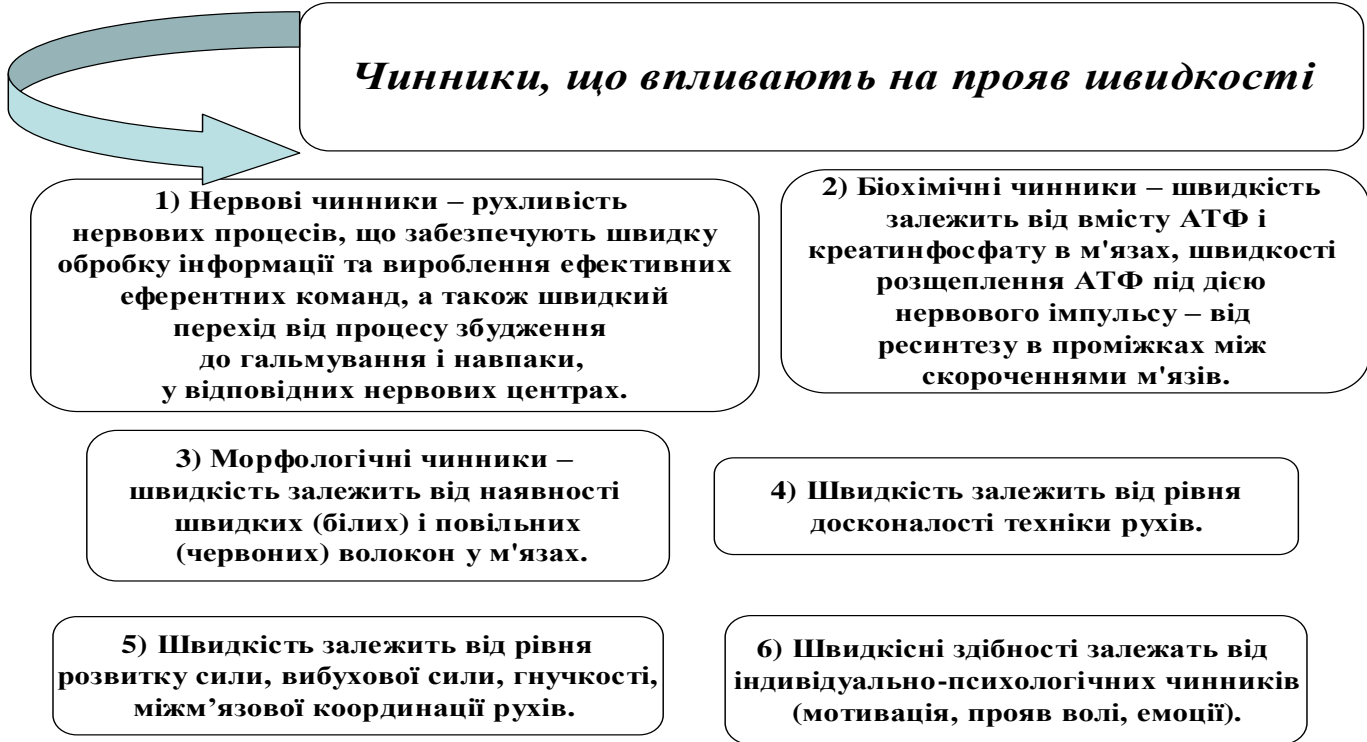 Чинники, що впливають на прояв швидкості
1) Нервові чинники – рухливість
нервових процесів, що забезпечують швидку
обробку інформації та вироблення ефективних
еферентних команд, а також швидкий
перехід від процесу збудження
до гальмування і навпаки,
у відповідних нервових центрах.
2) Біохімічні чинники – швидкість
залежить від вмісту АТФ і
креатинфосфату в м'язах, швидкості
розщеплення АТФ під дією
нервового імпульсу – від
ресинтезу в проміжках між
скороченнями м'язів.
3) Морфологічні чинники –
швидкість залежить від наявності
швидких (білих) і повільних
(червоних) волокон у м'язах.
4) Швидкість залежить від рівня
досконалості техніки рухів.
5) Швидкість залежить від рівня
розвитку сили, вибухової сили, гнучкості,
міжм’язової координації рухів.
6) Швидкісні здібності залежать від
індивідуально-психологічних чинників
(мотивація, прояв волі, емоції).